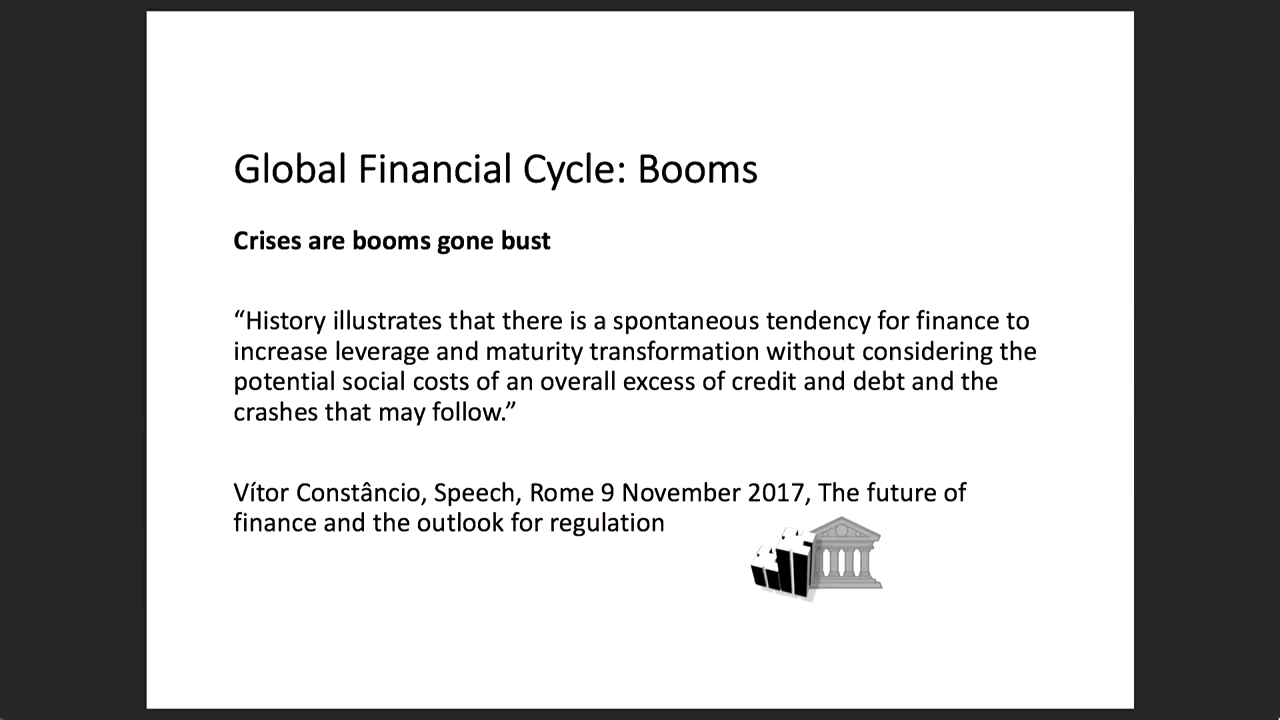 Global Financial Cycle: Booms
Crises are booms gone bust
“History illustrates that there is a spontaneous tendency for finance to
increase leverage and maturity transformation without considering the
potential social costs of an overall excess of credit and debt and the
crashes that may follow.”
Vítor Constâncio, Speech, Rome 9 November 2017, The future of
finance and the outlook for regulation